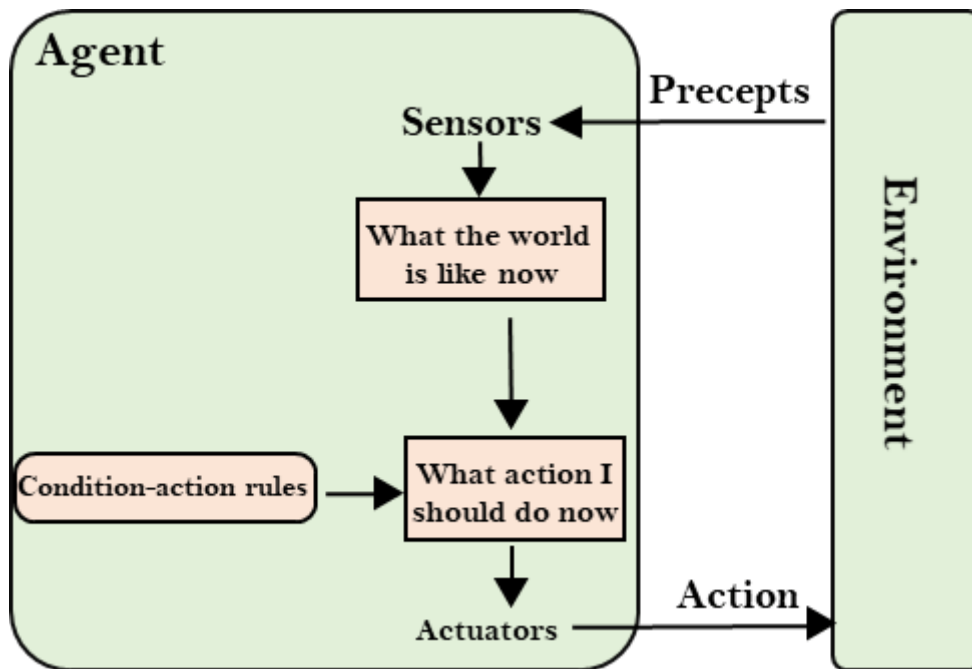 Agent
Precepts
Sensors
What the world
is like now
Environment
Condition-action rules
What action I
should do now
Action
Actuators